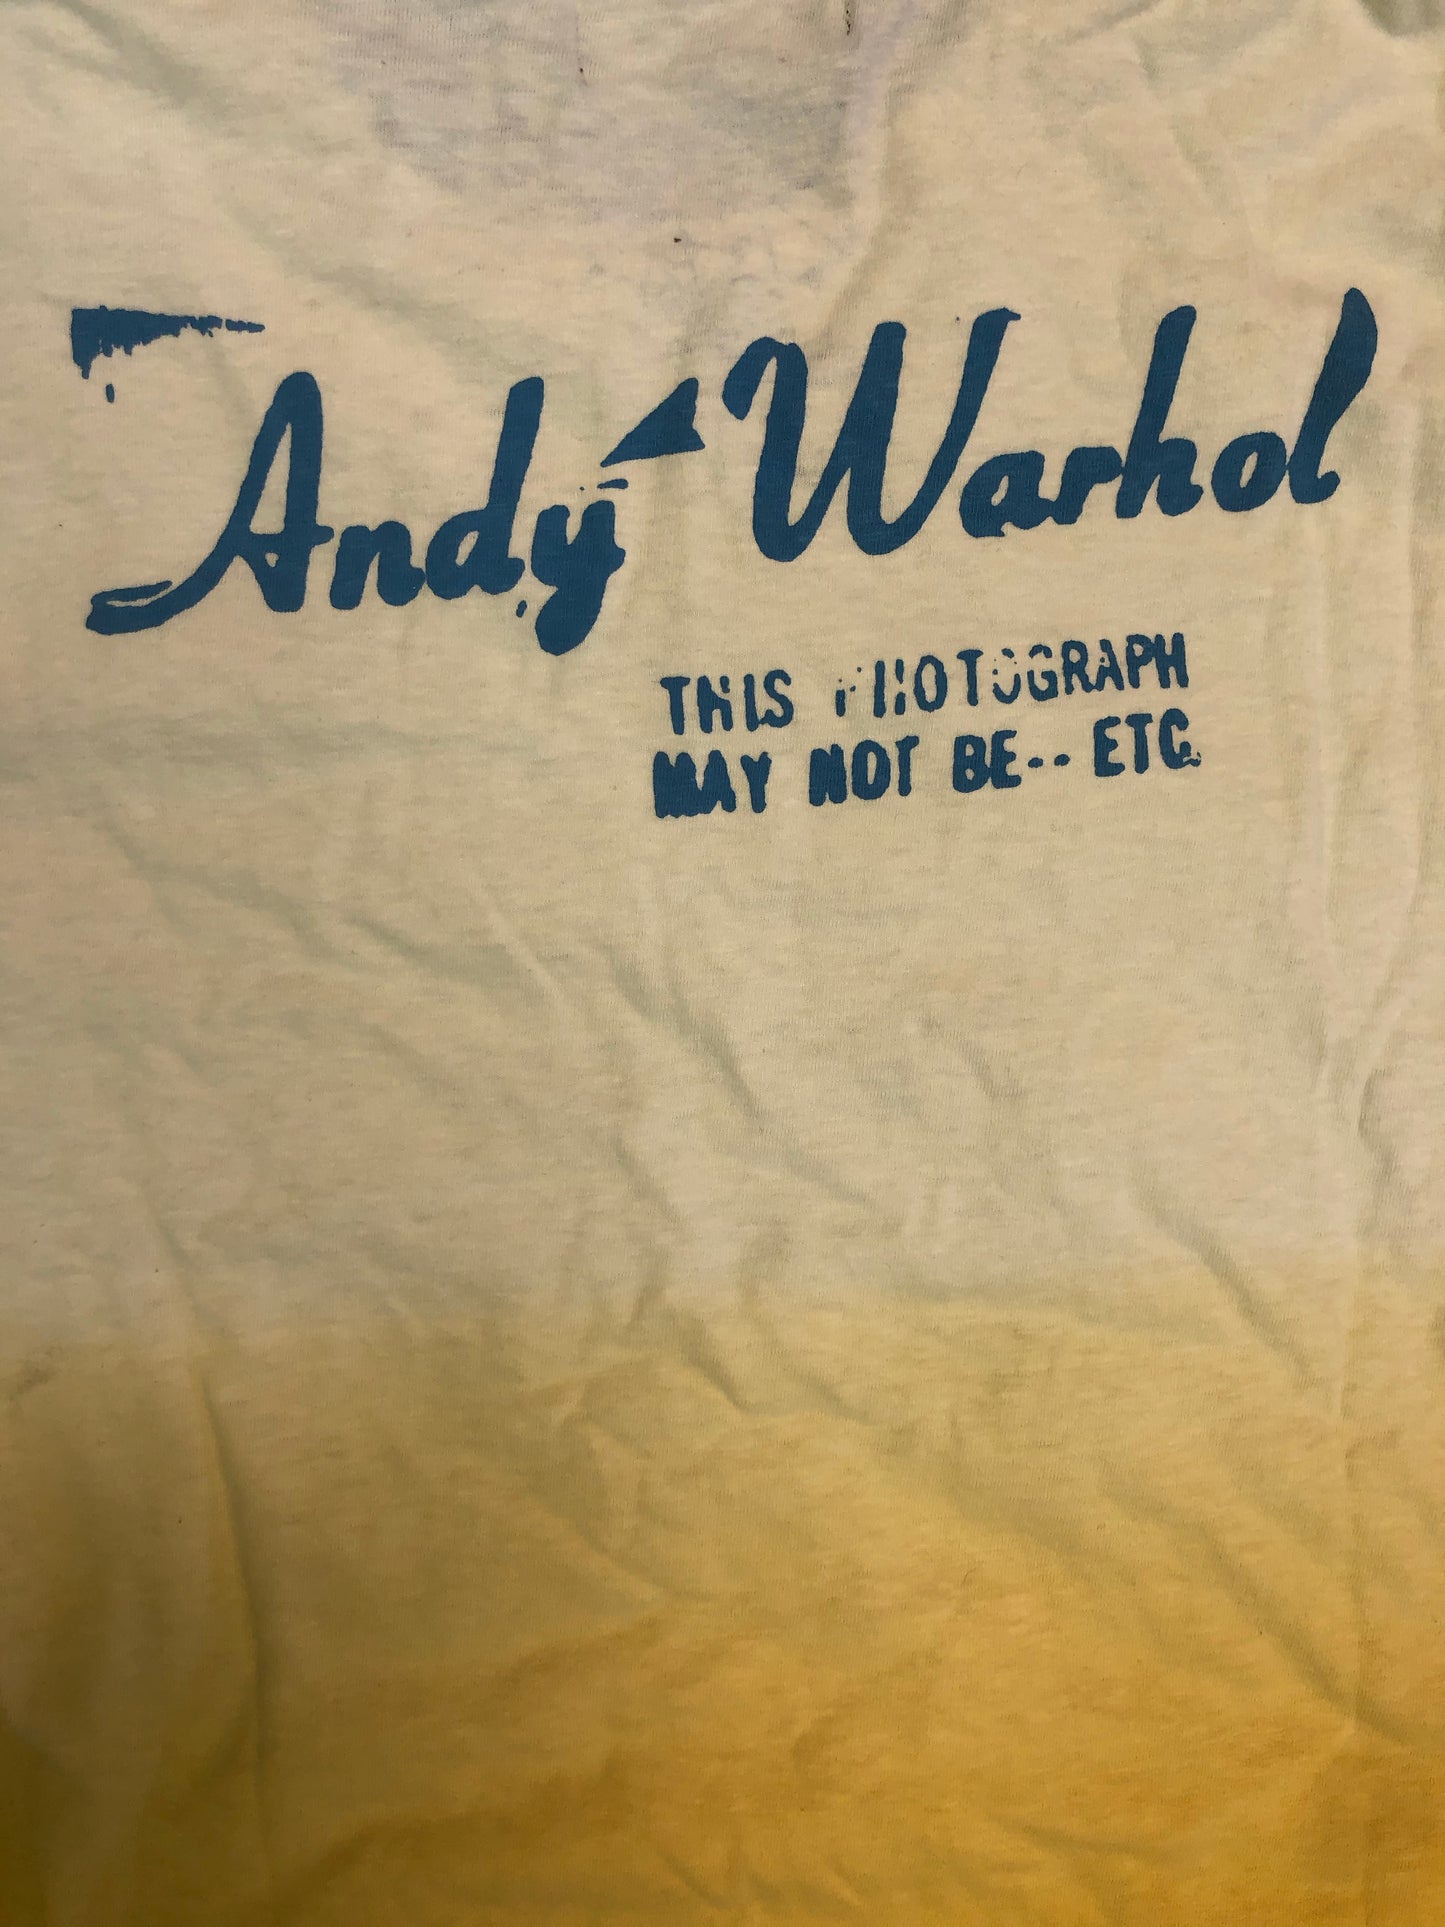 Andy Warhol
THIS PHOTOGRAPH
MAY NOT BE-- ETC.